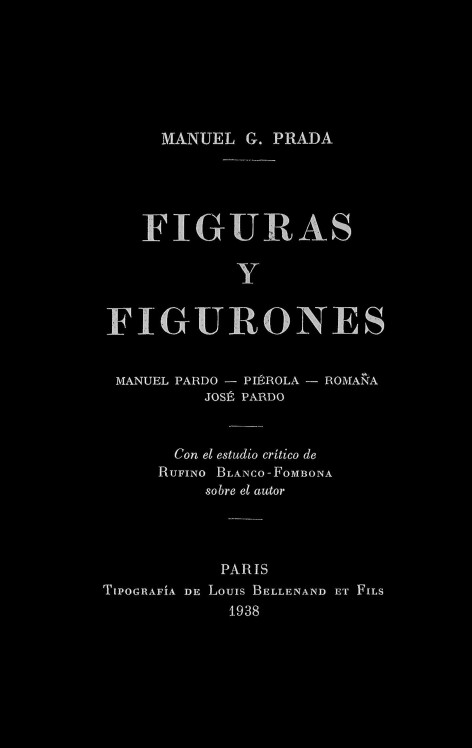 MANUEL G. PRADA
FIGURAS
Y
FIGURONES
MANUEL PARDO — PIÉROLA — ROMAÑA
JOSÉ PARDO
Con el estudio crítico de
RUFINO BLANCO-FOMBONA
sobre el autor
PARIS
TIPOGRAFÍA DE LOUIS BELLENAND ET FILS
1938